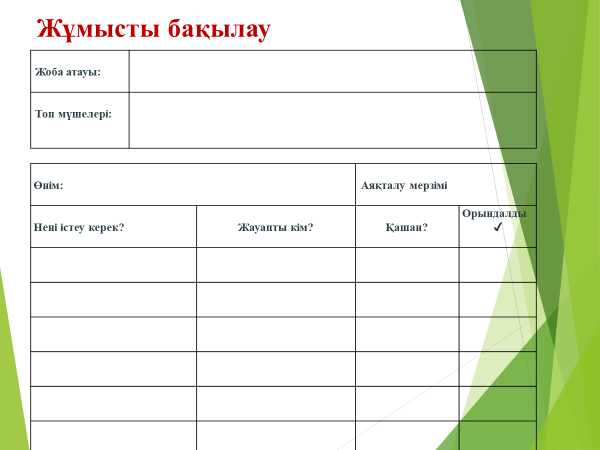 Жұмысты бақылау
Жоба атауы:
Топ мүшелері:
Өнім:
Аяқталу мерзімі
Нені істеу керек?
Жауапты кім?
Қашан?
Орындалды
✓